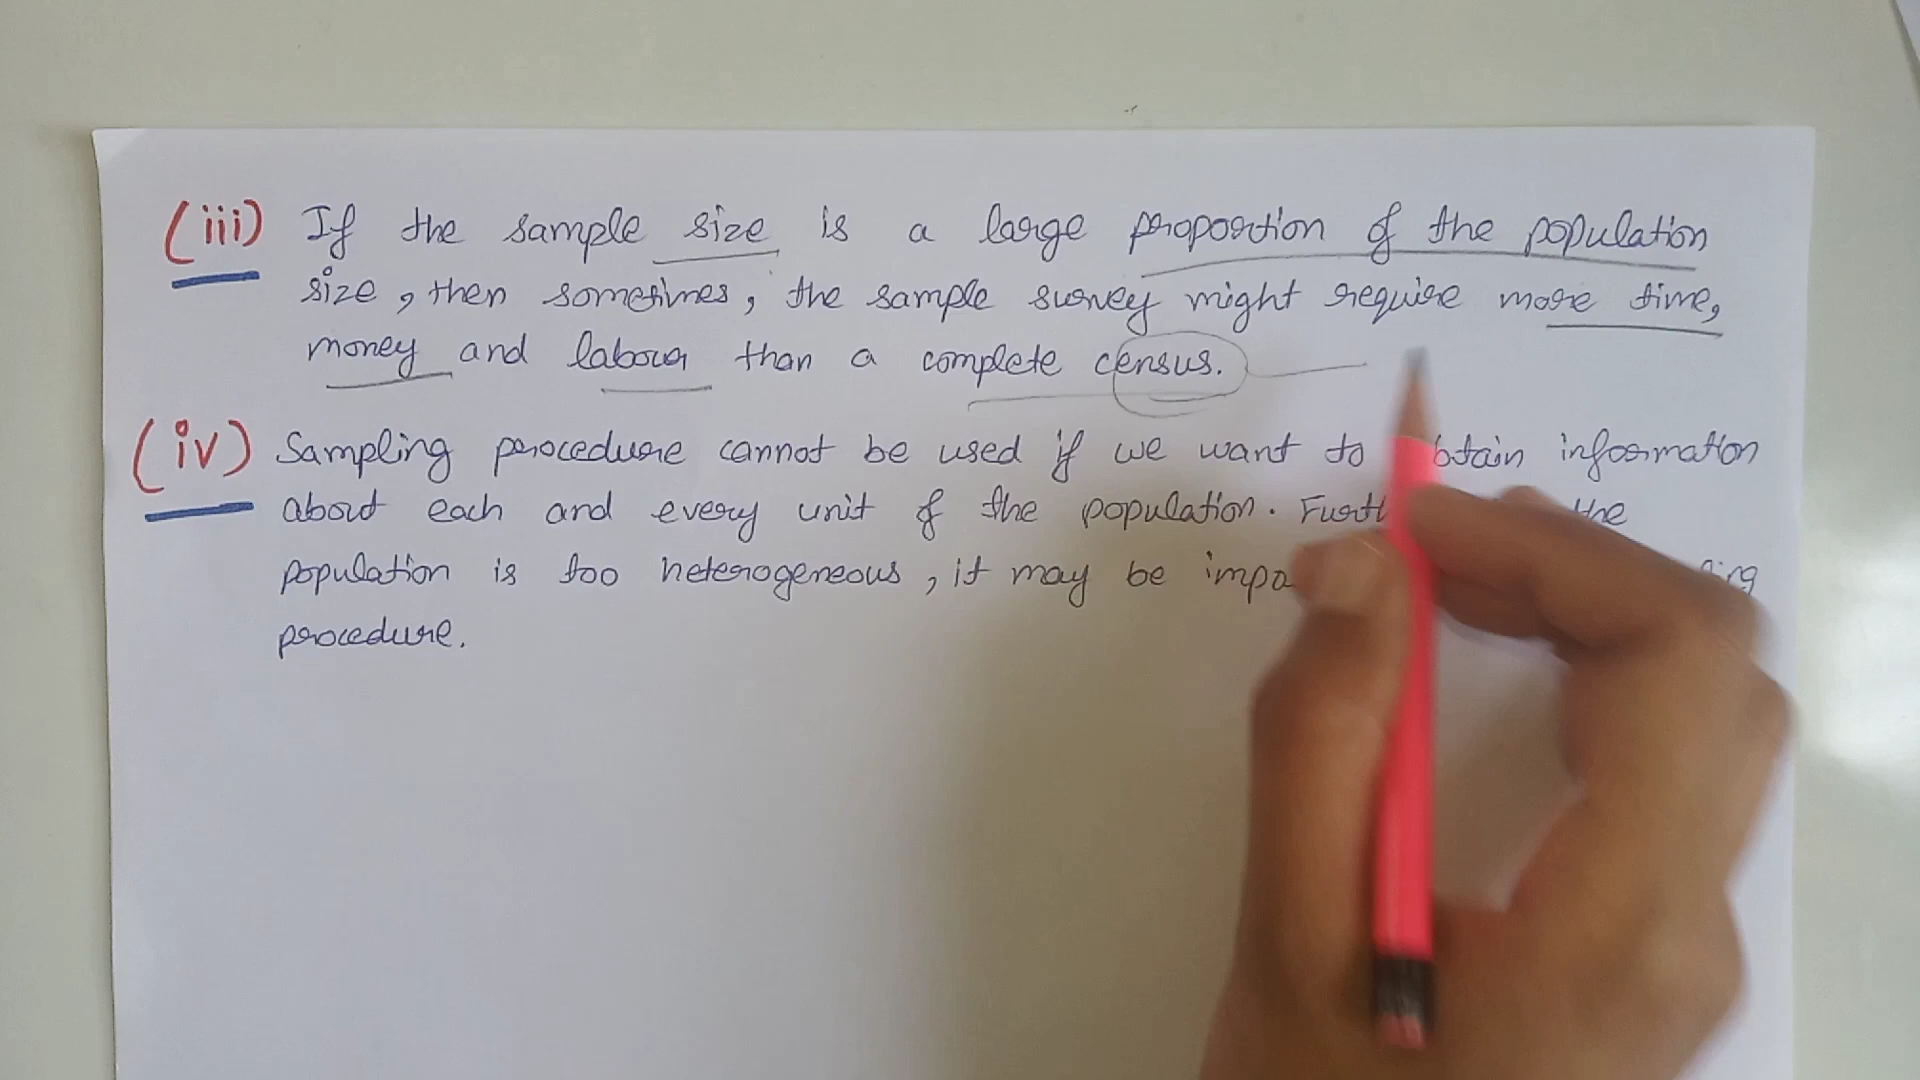 (iii) If the sample size is a large proportion of the population
size, then sometimes, the sample survey might require more time,
money and labour than a complete census.
(iv) Sampling procedure cannot be used if we want to obtain information
about each and every unit of the population. the
population is too heterogeneous, it may be
procedure.